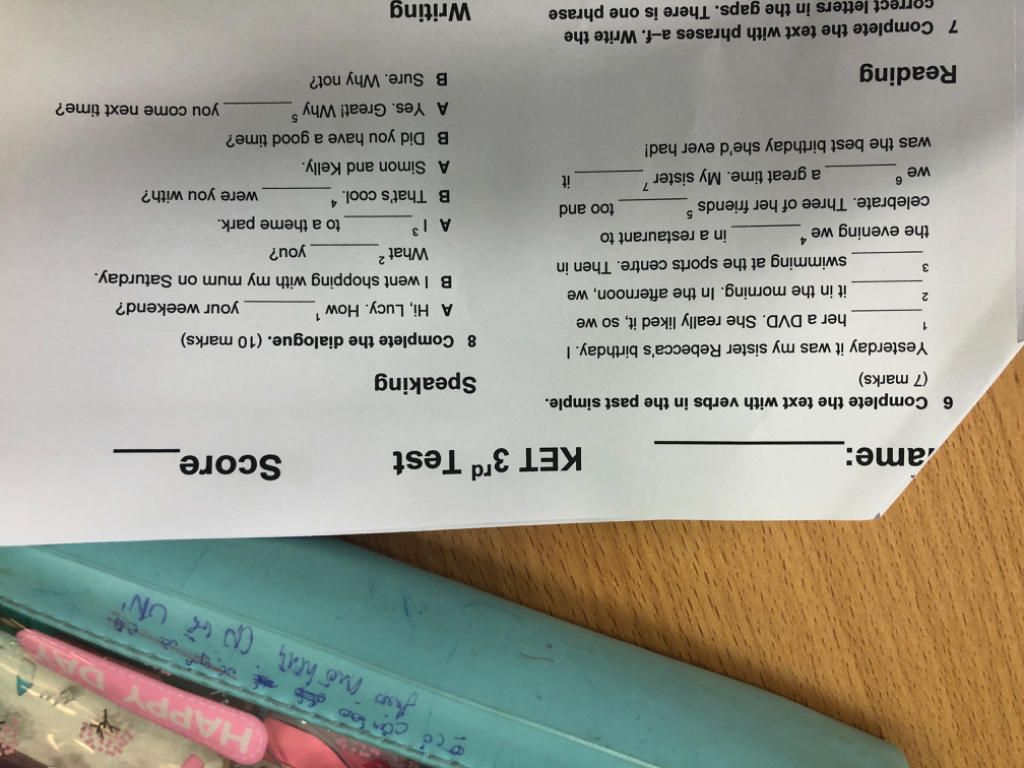 ame: __________ KET 3rd Test Score____
6 Complete the text with verbs in the past simple.
(7 marks)
Yesterday it was my sister Rebecca's birthday. I
1 ________ her a DVD. She really liked it, so we
2 ________ it in the morning. In the afternoon, we
3 ________ swimming at the sports centre. Then in
the evening we 4 ________ in a restaurant to
celebrate. Three of her friends 5 ________ too and
we 6 ________ a great time. My sister 7 ________ it
was the best birthday she'd ever had!
Reading
7 Complete the text with phrases a–f. Write the
correct letters in the gaps. There is one phrase
Speaking
8 Complete the dialogue. (10 marks)
A Hi, Lucy. How 1 ________ your weekend?
B I went shopping with my mum on Saturday.
What 2 ________ you?
A I 3 ________ to a theme park.
B That's cool. 4 ________ were you with?
A Simon and Kelly.
B Did you have a good time?
A Yes. Great! Why 5 ________ you come next time?
B Sure. Why not?
Writing
HAPPY DAY